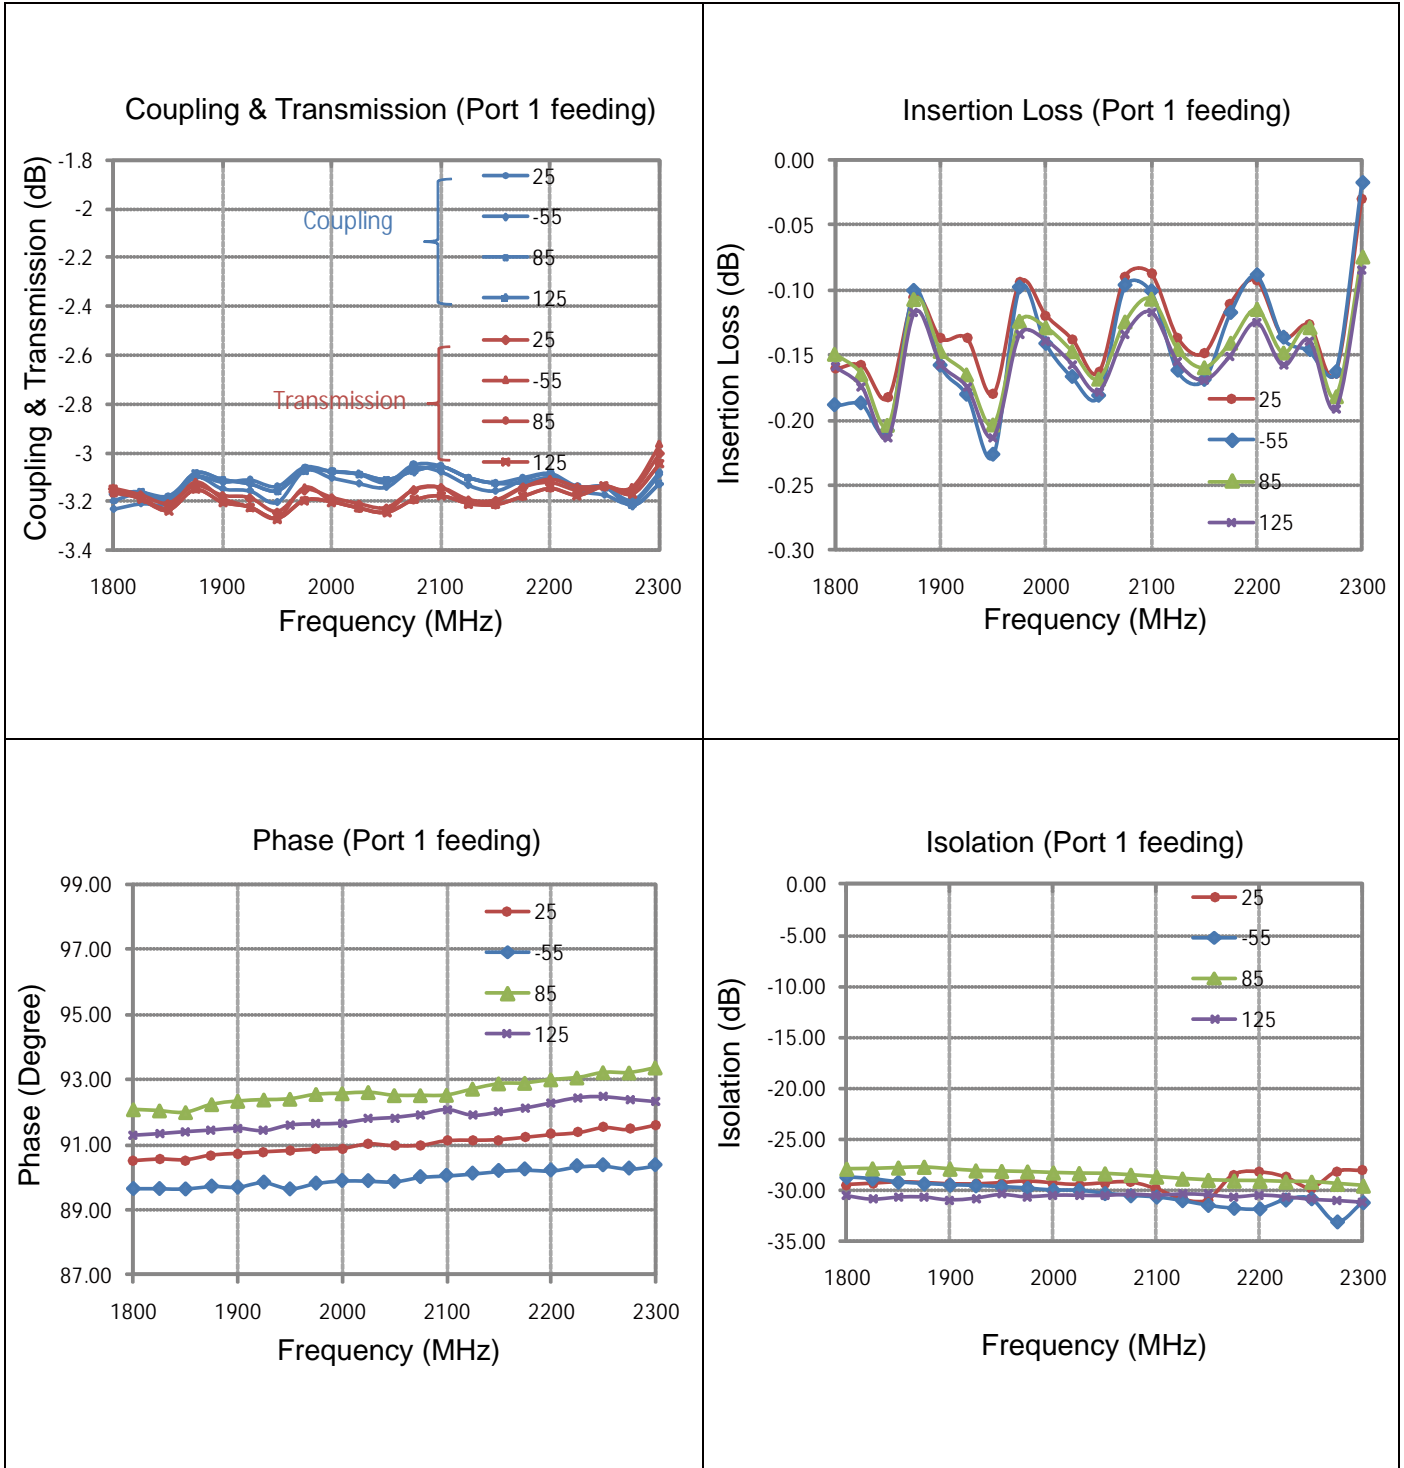 Coupling & Transmission (Port 1 feeding)
Coupling & Transmission (dB)
-1.8
-2
-2.2
-2.4
-2.6
-2.8
-3
-3.2
-3.4
Coupling
Transmission
25
-55
85
125
25
-55
85
125
1800 1900 2000 2100 2200 2300
Frequency (MHz)
Insertion Loss (Port 1 feeding)
Insertion Loss (dB)
0.00
-0.05
-0.10
-0.15
-0.20
-0.25
-0.30
25
-55
85
125
1800 1900 2000 2100 2200 2300
Frequency (MHz)
Phase (Port 1 feeding)
Phase (Degree)
99.00
97.00
95.00
93.00
91.00
89.00
87.00
25
-55
85
125
1800 1900 2000 2100 2200 2300
Frequency (MHz)
Isolation (Port 1 feeding)
Isolation (dB)
0.00
-5.00
-10.00
-15.00
-20.00
-25.00
-30.00
-35.00
25
-55
85
125
1800 1900 2000 2100 2200 2300
Frequency (MHz)